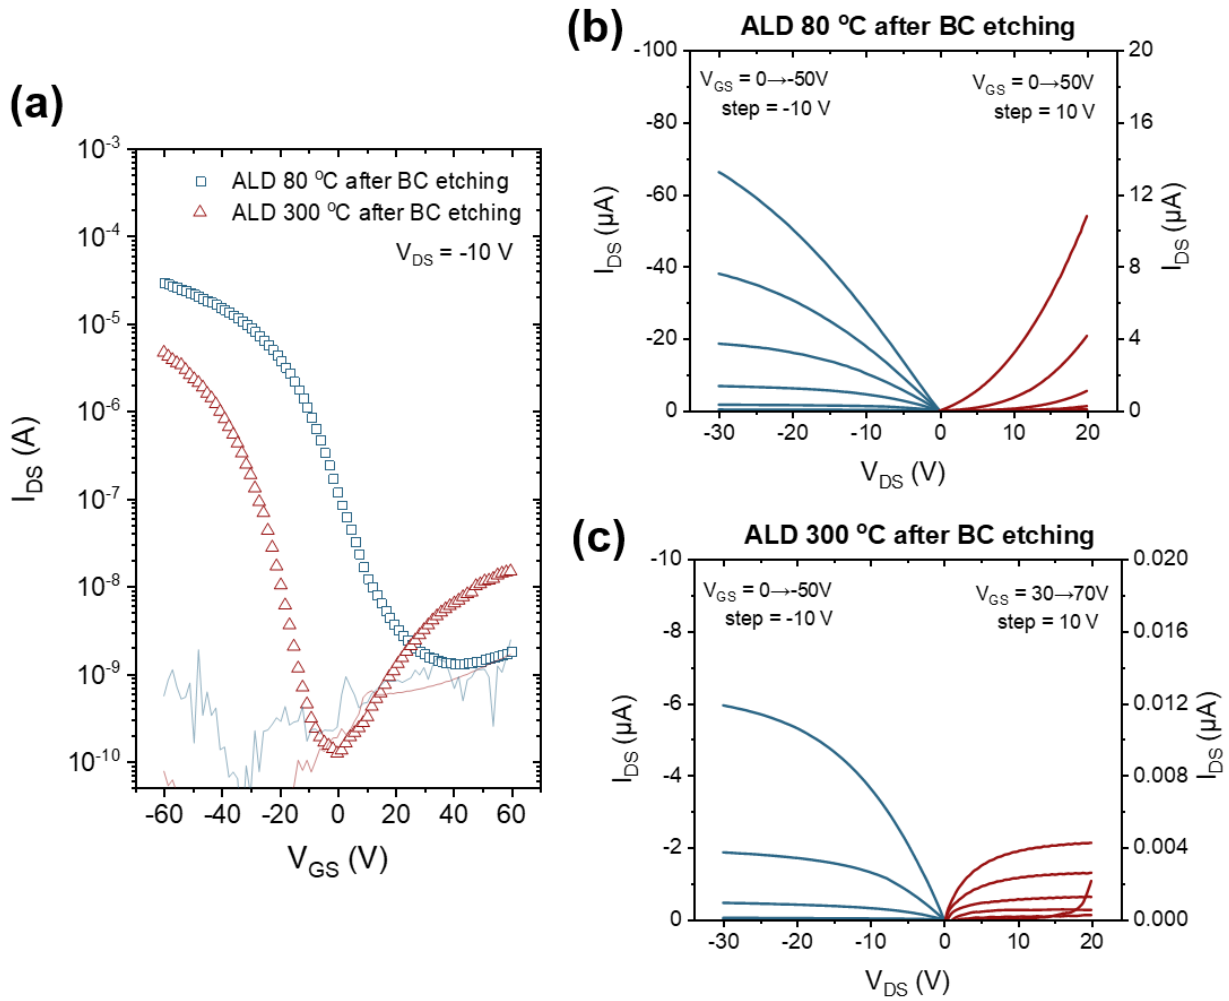 (a)
10⁻³
10⁻⁴
10⁻⁵
10⁻⁶
10⁻⁷
10⁻⁸
10⁻⁹
10⁻¹⁰
I_DS (A)
ALD 80 °C after BC etching
ALD 300 °C after BC etching
V_DS = -10 V
-60 -40 -20 0 20 40 60
V_GS (V)
(b)
ALD 80 °C after BC etching
-100
-80
-60
-40
-20
0
I_DS (µA)
V_GS = 0→-50V
step = -10 V
V_GS = 0→50V
step = 10 V
20
16
12
8
4
0
I_DS (µA)
-30 -20 -10 0 10 20
V_DS (V)
(c)
ALD 300 °C after BC etching
-10
-8
-6
-4
-2
0
I_DS (µA)
V_GS = 0→-50V
step = -10 V
V_GS = 30→70V
step = 10 V
0.020
0.016
0.012
0.008
0.004
0.000
I_DS (µA)
-30 -20 -10 0 10 20
V_DS (V)